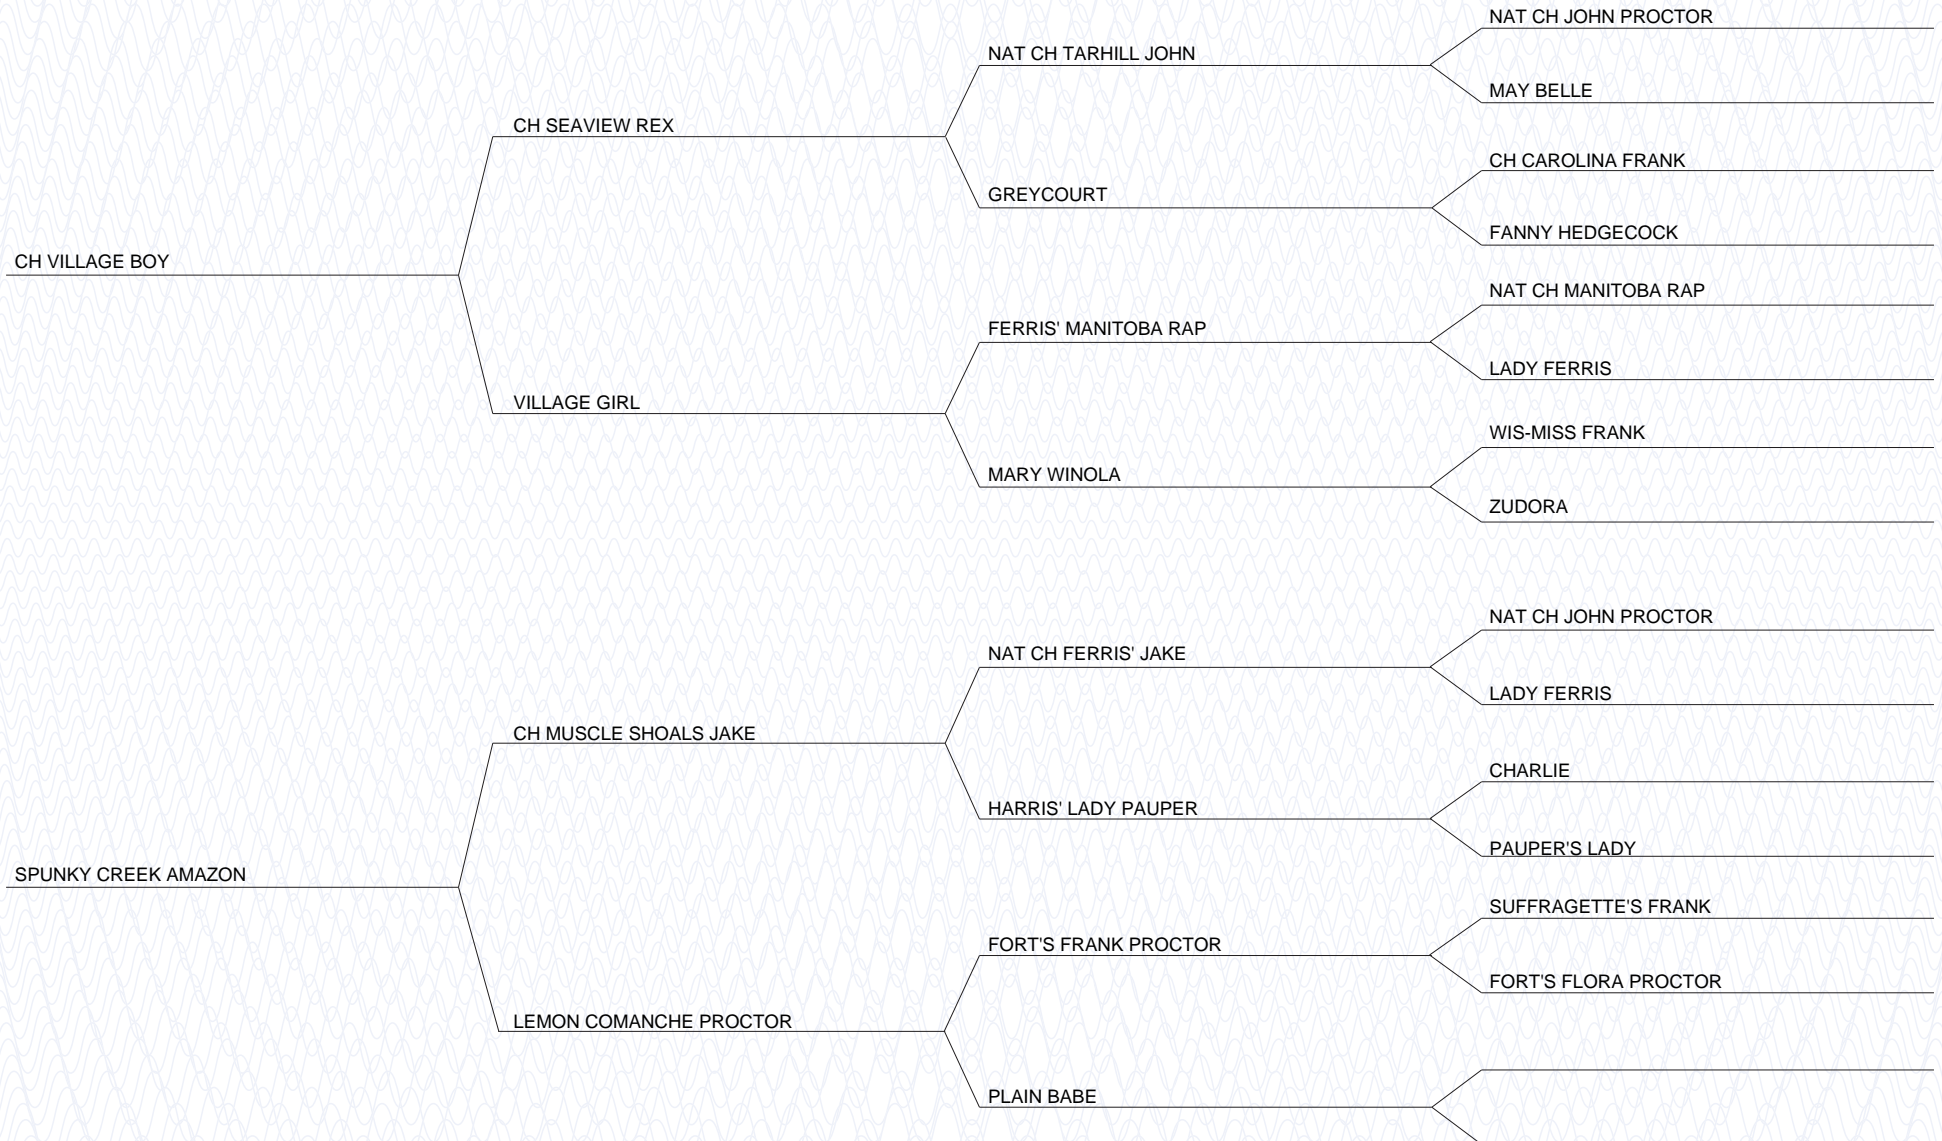 NAT CH JOHN PROCTOR
NAT CH TARHILL JOHN
MAY BELLE
CH SEAVIEW REX
CH CAROLINA FRANK
GREYCOURT
FANNY HEDGECOCK
CH VILLAGE BOY
NAT CH MANITOBA RAP
FERRIS' MANITOBA RAP
LADY FERRIS
VILLAGE GIRL
WIS-MISS FRANK
MARY WINOLA
ZUDORA
NAT CH JOHN PROCTOR
NAT CH FERRIS' JAKE
LADY FERRIS
CH MUSCLE SHOALS JAKE
CHARLIE
HARRIS' LADY PAUPER
PAUPER'S LADY
SPUNKY CREEK AMAZON
SUFFRAGETTE'S FRANK
FORT'S FRANK PROCTOR
FORT'S FLORA PROCTOR
LEMON COMANCHE PROCTOR
PLAIN BABE